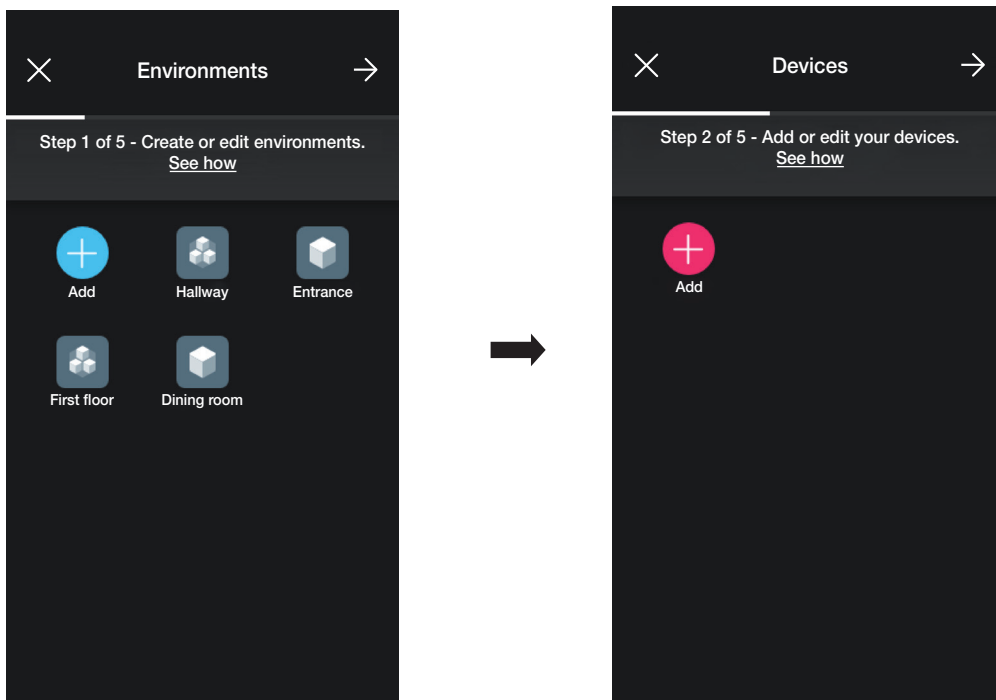 Environments
Step 1 of 5 - Create or edit environments.
See how
Add
Hallway
Entrance
First floor
Dining room
Devices
Step 2 of 5 - Add or edit your devices.
See how
Add